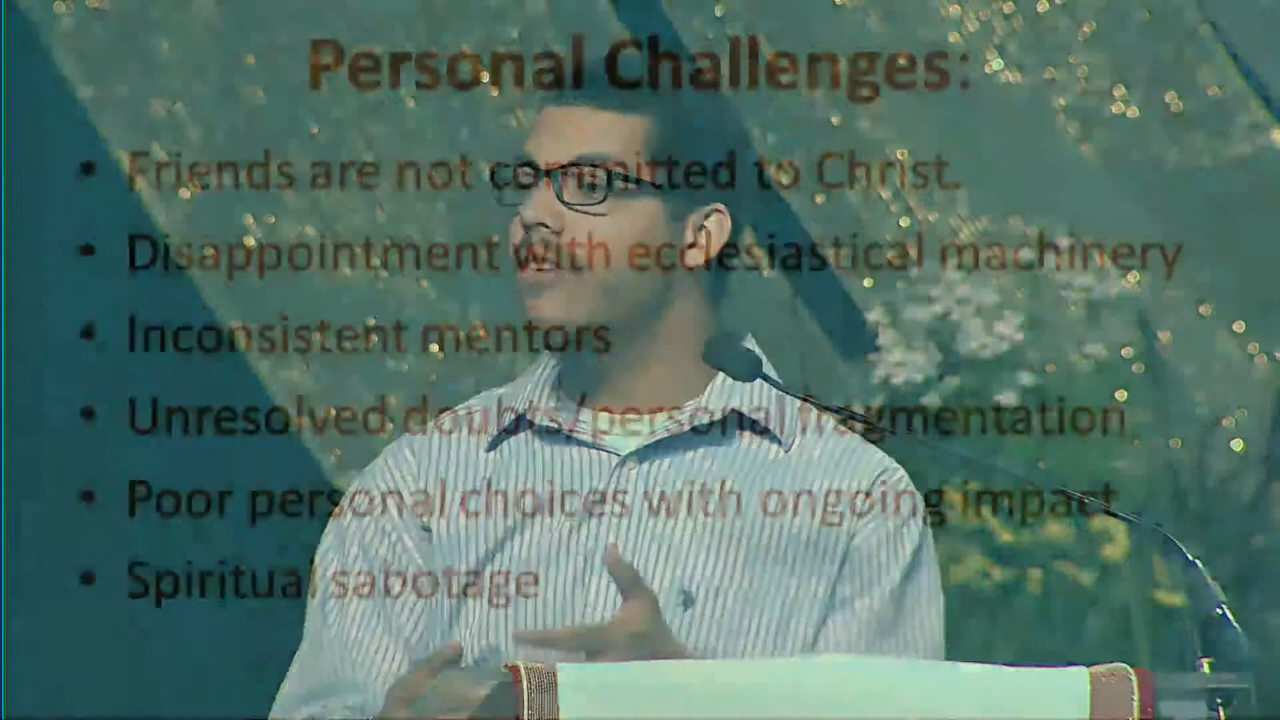 Personal Challenges:
• Friends are not committed to Christ.
• Disappointment with ecclesiastical machinery
• Inconsistent mentors
• Unresolved doubts/personal fragmentation
• Poor personal choices with ongoing impact
• Spiritual sabotage